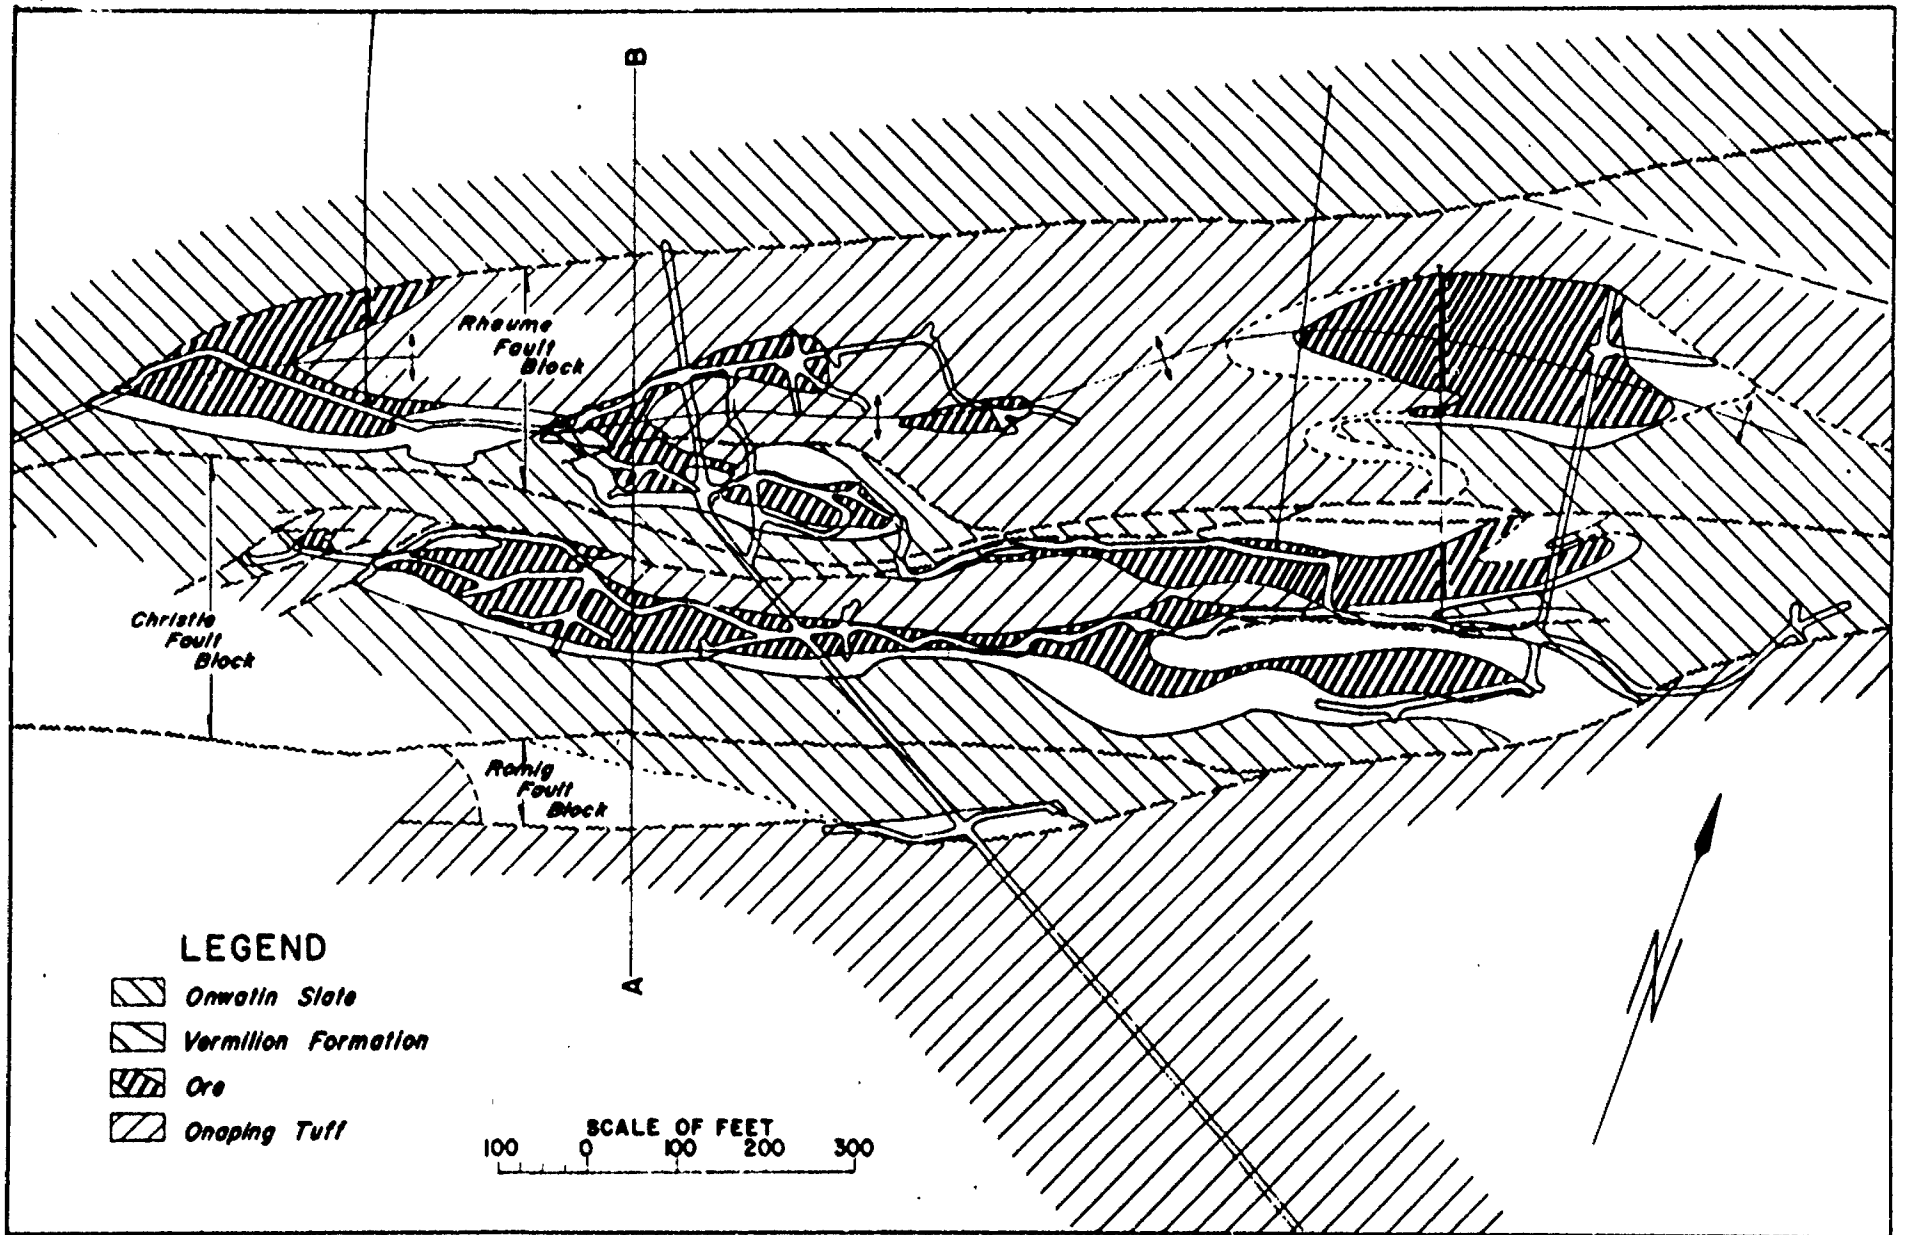 B
Rheume
Fault
Block
Christie
Fault
Block
Romig
Fault
Block
A
LEGEND
Onwatin Slate
Vermilion Formation
Ore
Onaping Tuff
SCALE OF FEET
100 0 100 200 300
N